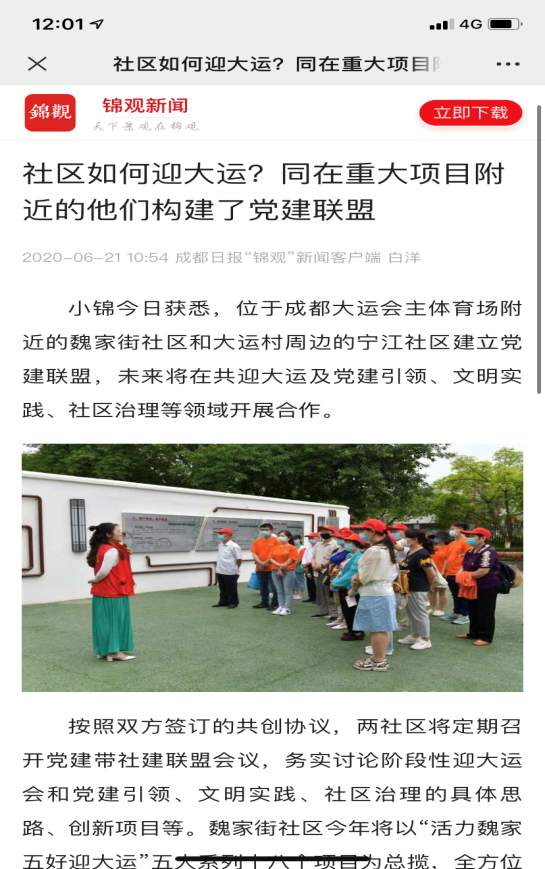 12:01
4G
社区如何迎大运？同在重大项目
錦觀
锦观新闻
天下景观在锦观
立即下载
社区如何迎大运？同在重大项目附
近的他们构建了党建联盟
2020-06-21 10:54 成都日报“锦观”新闻客户端 白洋
小锦今日获悉，位于成都大运会主体育场附
近的魏家街社区和大运村周边的宁江社区建立党
建联盟，未来将在共迎大运及党建引领、文明实
践、社区治理等领域开展合作。
按照双方签订的共创协议，两社区将定期召
开党建带社建联盟会议，务实讨论阶段性迎大运
会和党建引领、文明实践、社区治理的具体思
路、创新项目等。魏家街社区今年将以“活力魏家
五好迎大运”五大系列十八个项目为总揽，全方位